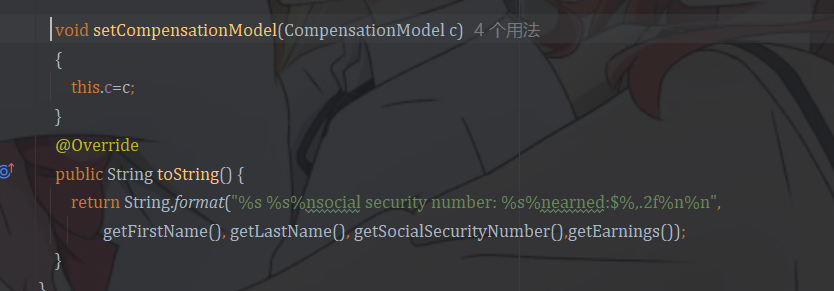 void setCompensationModel(CompensationModel c) 4 个用法
{
this.c=c;
}
@Override
public String toString() {
return String.format("%s %s%nsocial security number: %s%nearned:$%,.2f%n%n",
getFirstName(), getLastName(), getSocialSecurityNumber(),getEarnings());
}
}